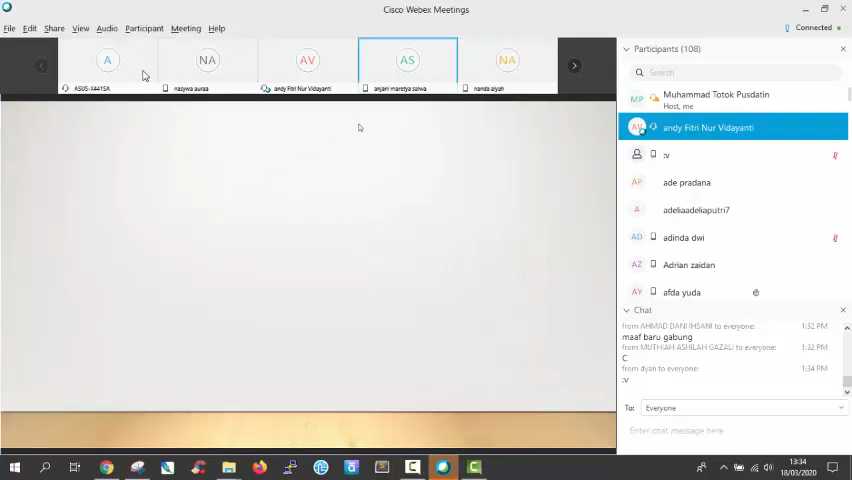 Cisco Webex Meetings
File Edit Share View Audio Participant Meeting Help
Connected
A
NA
AV
AS
NA
ASUS-X441SA
nasywa auraa
andy Fitri Nur Vidayanti
anjani maretya salwa
nanda aiyah
Participants (108)
Search
MP
Muhammad Totok Pusdatin
Host, me
AV
andy Fitri Nur Vidayanti
:v
AP
ade pradana
A
adeliaadeliaputri7
AD
adinda dwi
AZ
Adrian zaidan
AY
afda yuda
Chat
from AHMAD DANI IHSANI to everyone: 1:32 PM
maaf baru gabung
from MUTHIAH ASHILAH GAZALI to everyone: 1:32 PM
C
from dyah to everyone: 1:34 PM
:v
To: Everyone
Enter chat message here
13:34
18/03/2020